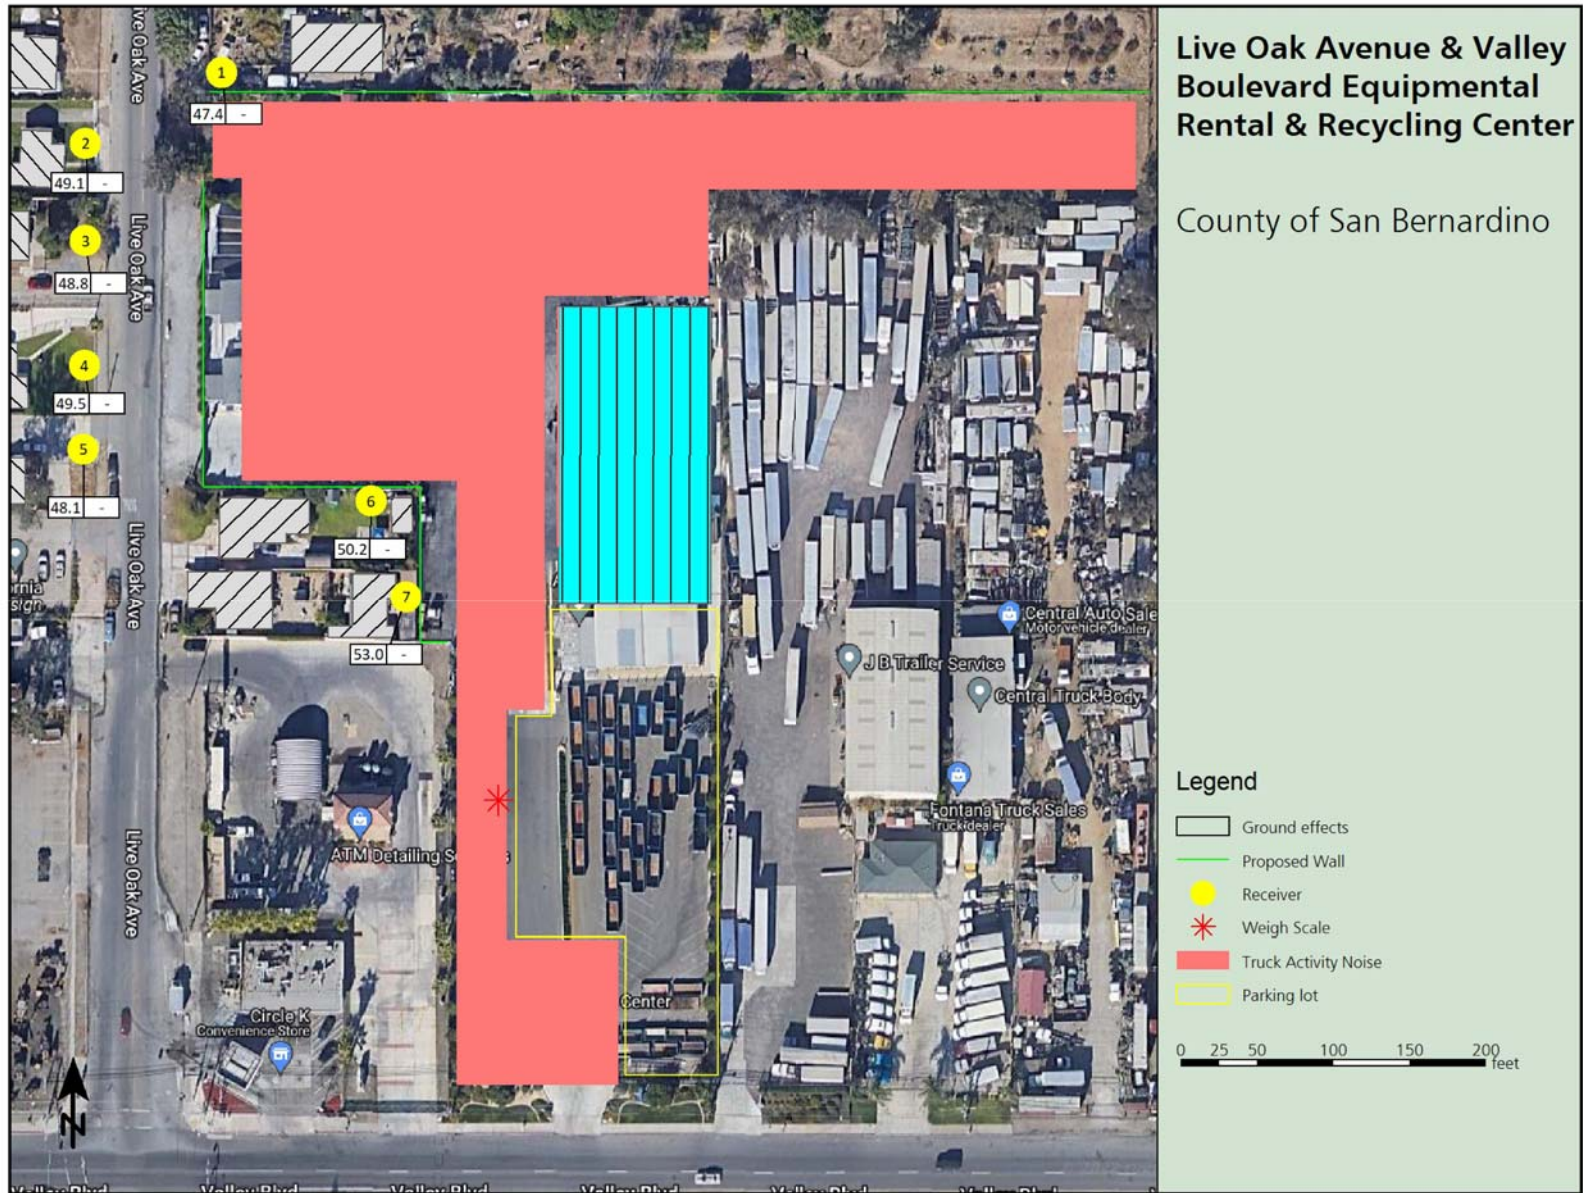 Live Oak Avenue & Valley
Boulevard Equipmental
Rental & Recycling Center
County of San Bernardino
Live Oak Ave
1
47.4 -
2
49.1 -
Live Oak Ave
3
48.8 -
4
49.5 -
5
48.1 -
6
50.2 -
Live Oak Ave
7
53.0 -
Central Auto Sale
Motor vehicle dealer
J B Trailer Service
Central Truck Body
Fontana Truck Sales
Truck dealer
ATM Detailing S
s
Live Oak Ave
Center
Circle K
Convenience Store
N
Valley Blvd
Valley Blvd
Valley Blvd
Valley Blvd
Valley Blvd
Valley Blvd
Legend
Ground effects
Proposed Wall
Receiver
Weigh Scale
Truck Activity Noise
Parking lot
0 25 50 100 150 200
feet